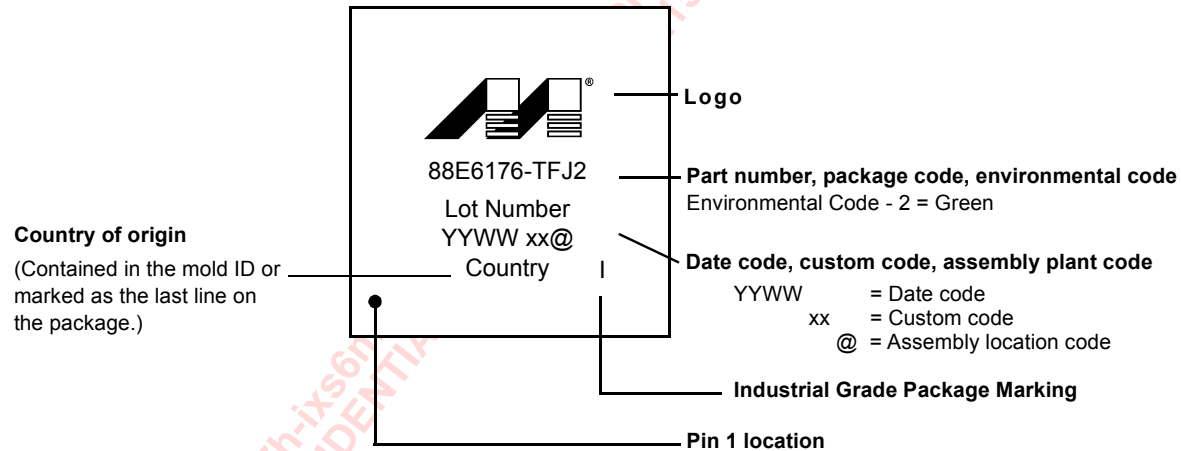 ®
Logo
88E6176-TFJ2
Part number, package code, environmental code
Environmental Code - 2 = Green
Lot Number
YYWW xx@
Country I
Country of origin
(Contained in the mold ID or
marked as the last line on
the package.)
Date code, custom code, assembly plant code
YYWW = Date code
xx = Custom code
@ = Assembly location code
Industrial Grade Package Marking
Pin 1 location